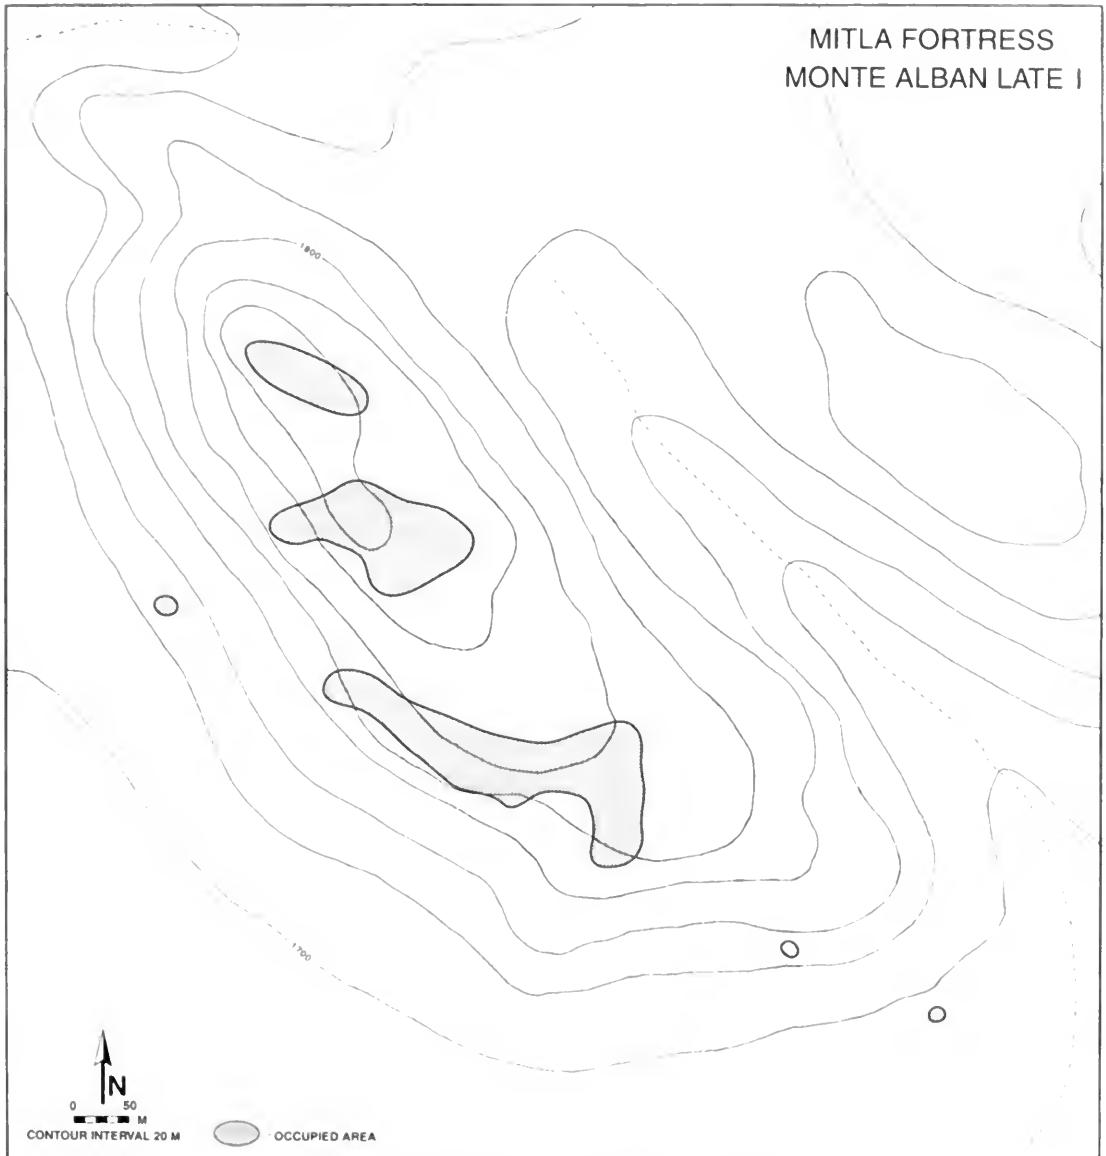 MITLA FORTRESS
MONTE ALBAN LATE I
1800
1700
N
0 50
M
CONTOUR INTERVAL 20 M
OCCUPIED AREA